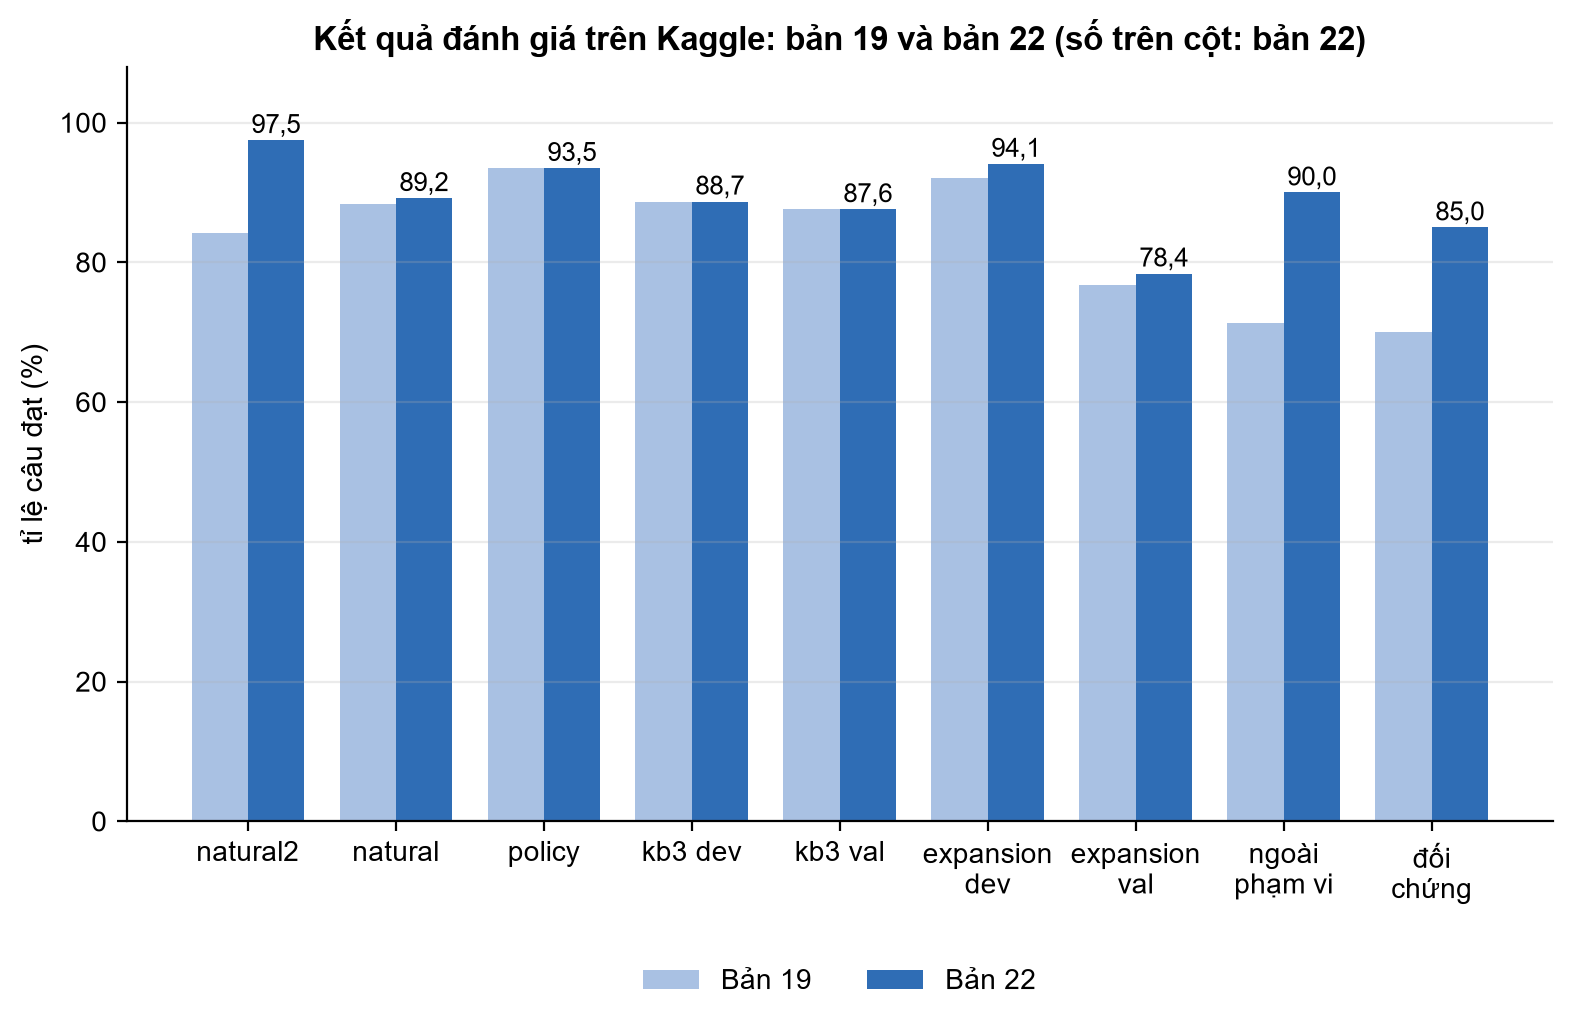 Kết quả đánh giá trên Kaggle: bản 19 và bản 22 (số trên cột: bản 22)
tỉ lệ câu đạt (%)
100
80
60
40
20
0
97,5
89,2
93,5
88,7
87,6
94,1
78,4
90,0
85,0
natural2
natural
policy
kb3 dev
kb3 val
expansion
dev
expansion
val
ngoài
phạm vi
đối
chứng
Bản 19
Bản 22